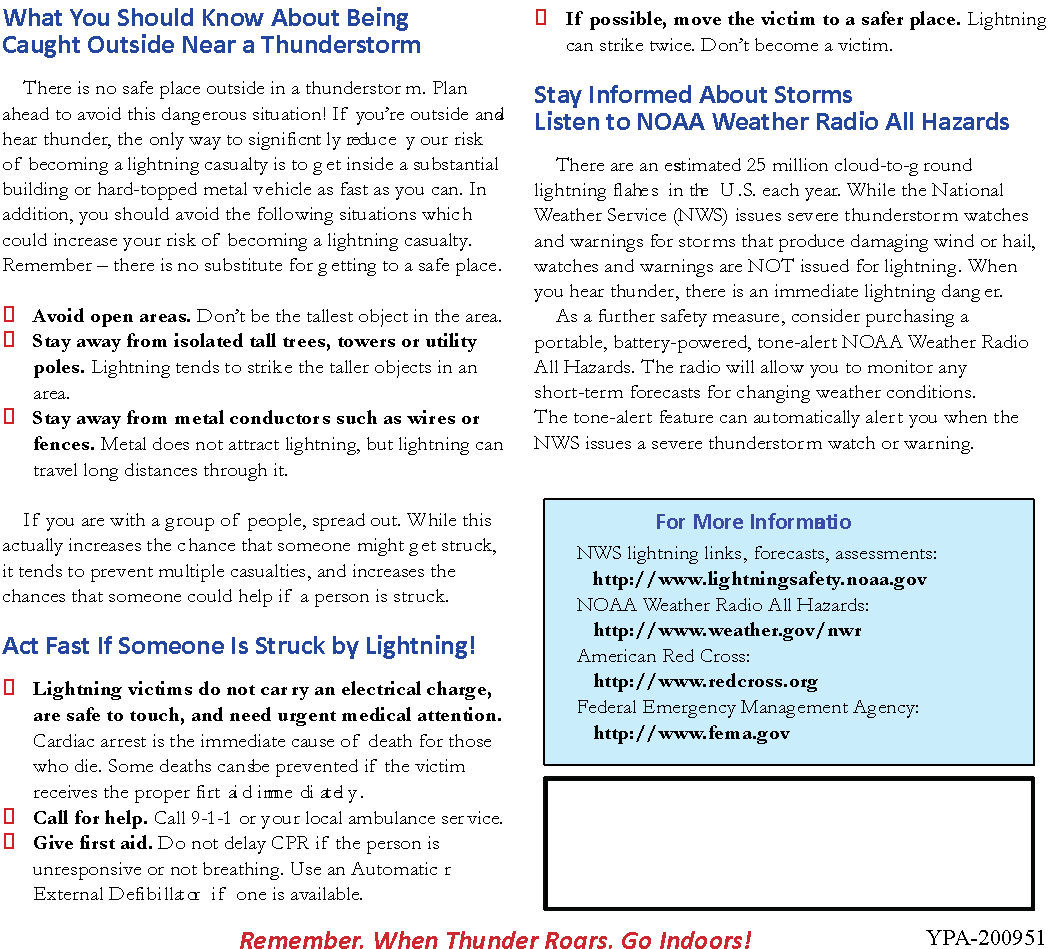 What You Should Know About Being
Caught Outside Near a Thunderstorm
There is no safe place outside in a thunderstor m. Plan
ahead to avoid this dangerous situation! If you're outside and
hear thunder, the only way to significnt ly reduce y our risk
of becoming a lightning casualty is to g et inside a substantial
building or hard-topped metal vehicle as fast as you can. In
addition, you should avoid the following situations which
could increase your risk of becoming a lightning casualty.
Remember – there is no substitute for g etting to a safe place.
Avoid open areas. Don't be the tallest object in the area.
Stay away from isolated tall trees, towers or utility
poles. Lightning tends to strike the taller objects in an
area.
Stay away from metal conductors such as wires or
fences. Metal does not attract lightning, but lightning can
travel long distances through it.
If you are with a group of people, spread out. While this
actually increases the chance that someone might g et struck,
it tends to prevent multiple casualties, and increases the
chances that someone could help if a person is struck.
Act Fast If Someone Is Struck by Lightning!
Lightning victims do not car ry an electrical charge,
are safe to touch, and need urgent medical attention.
Cardiac arrest is the immediate cause of death for those
who die. Some deaths cansbe prevented if the victim
receives the proper firt aid imme di ately.
Call for help. Call 9-1-1 or your local ambulance service.
Give first aid. Do not delay CPR if the person is
unresponsive or not breathing. Use an Automatic r
External Defibillator if one is available.
If possible, move the victim to a safer place. Lightning
can strike twice. Don't become a victim.
Stay Informed About Storms
Listen to NOAA Weather Radio All Hazards
There are an estimated 25 million cloud-to-g round
lightning flahes in the U.S. each year. While the National
Weather Service (NWS) issues severe thunderstorm watches
and warnings for storms that produce damaging wind or hail,
watches and warnings are NOT issued for lightning. When
you hear thunder, there is an immediate lightning dang er.
As a further safety measure, consider purchasing a
portable, battery-powered, tone-alert NOAA Weather Radio
All Hazards. The radio will allow you to monitor any
short-term forecasts for changing weather conditions.
The tone-alert feature can automatically alert you when the
NWS issues a severe thunderstorm watch or warning.
For More Informatio
NWS lightning links, forecasts, assessments:
http://www.lightningsafety.noaa.gov
NOAA Weather Radio All Hazards:
http://www.weather.gov/nwr
American Red Cross:
http://www.redcross.org
Federal Emergency Management Agency:
http://www.fema.gov
Remember. When Thunder Roars. Go Indoors!
YPA-200951